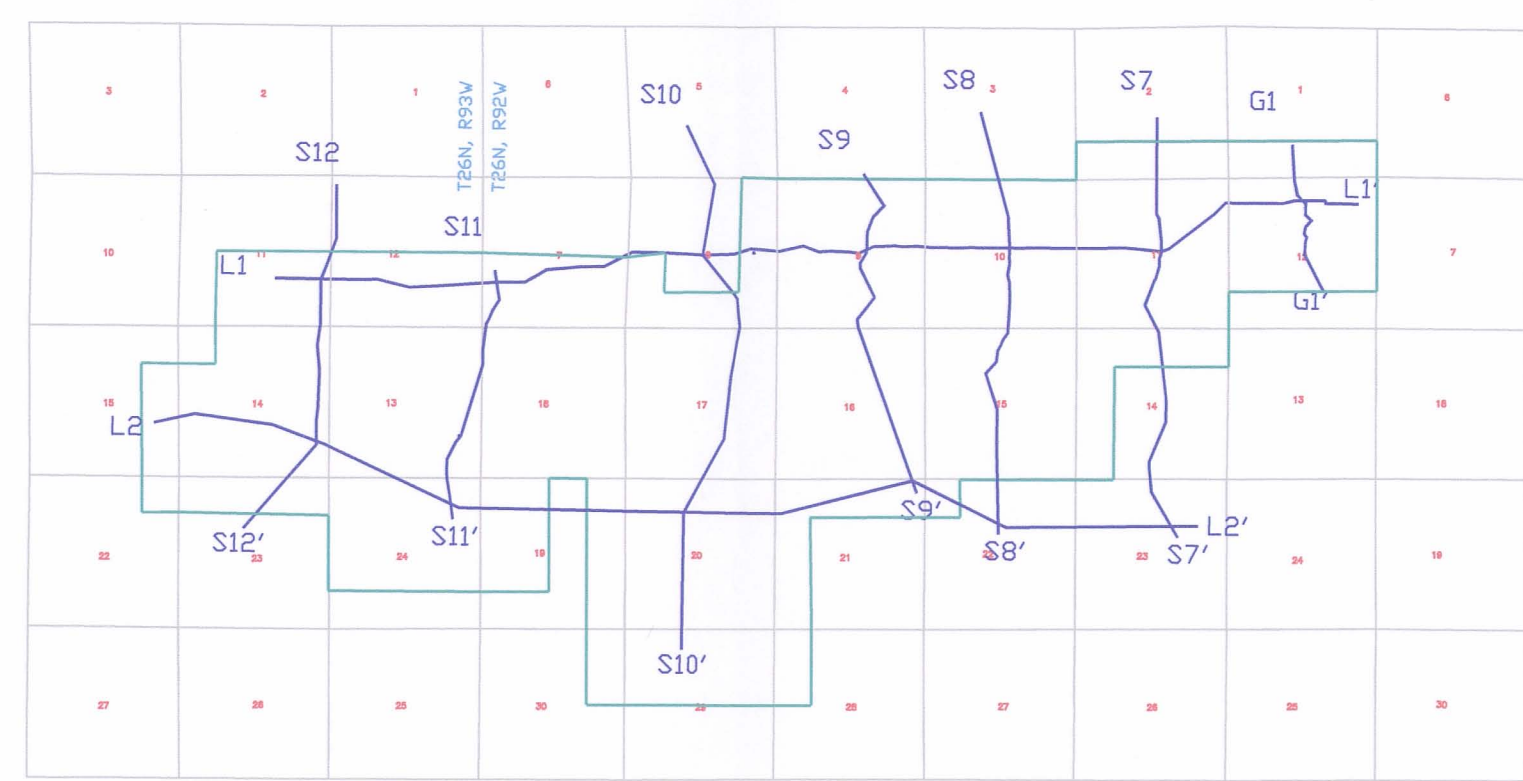 S8 S7
3 2 1 6 S10 5 4 3 2 G1 1 6
T26N, R93W
T26N, R92W
S12 S9
L1'
S11
10 11 12 7 8 9 10 11 12 7
L1
G1'
15 14 13 18 17 16 15 14 13 18
L2
S9'
S12' S11' L2'
22 23 24 19 20 21 22 S8' 23 S7' 24 19
S10'
27 26 25 30 29 28 27 26 25 30